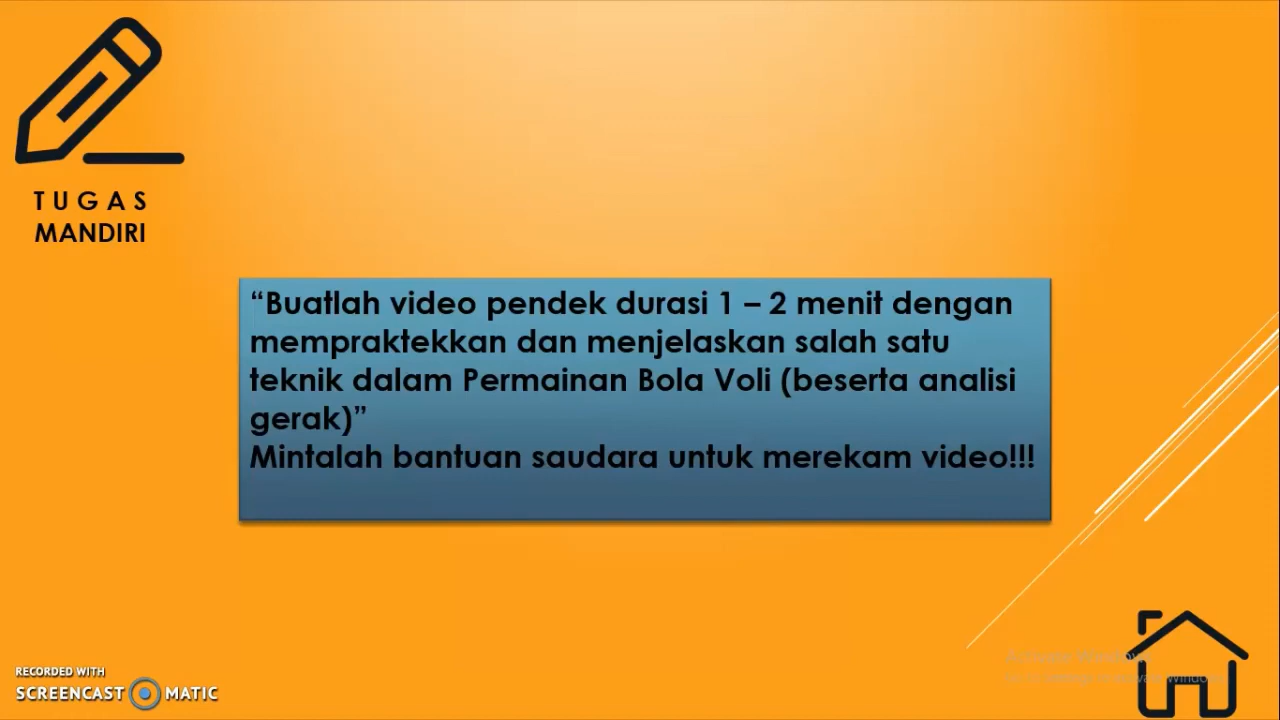 TUGAS
MANDIRI
“Buatlah video pendek durasi 1 – 2 menit dengan
mempraktekkan dan menjelaskan salah satu
teknik dalam Permainan Bola Voli (beserta analisi
gerak)”
Mintalah bantuan saudara untuk merekam video!!!
RECORDED WITH
SCREENCAST MATIC